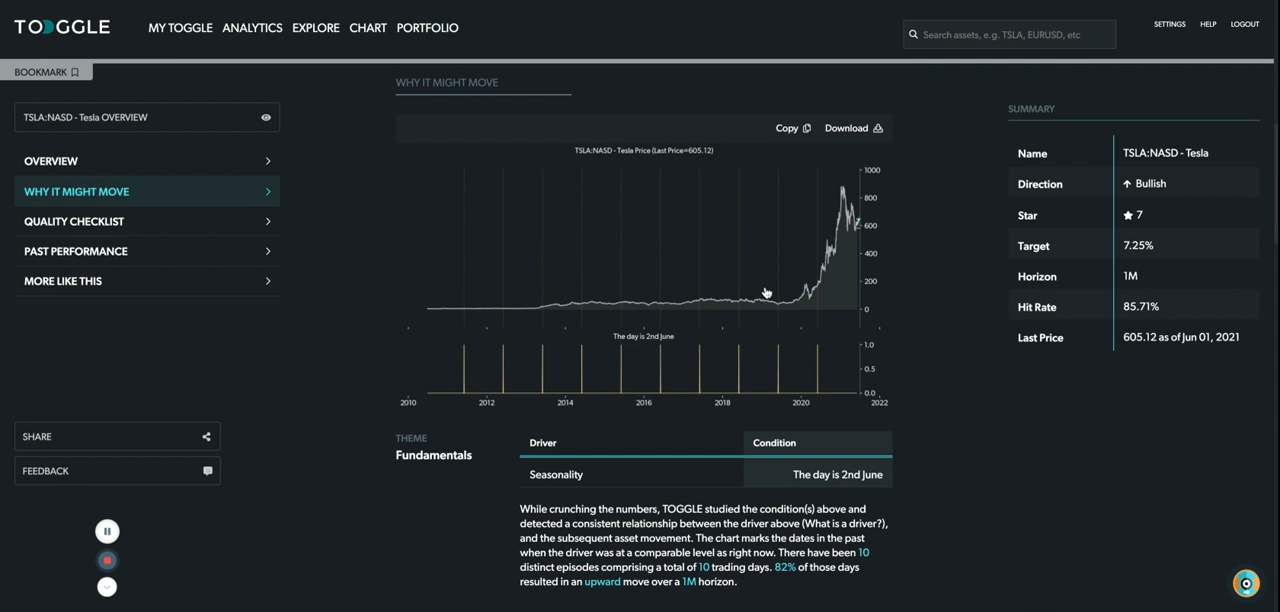 TOGGLE
MY TOGGLE ANALYTICS EXPLORE CHART PORTFOLIO
Search assets, e.g. TSLA, EURUSD, etc
SETTINGS HELP LOGOUT
BOOKMARK
TSLA:NASD - Tesla OVERVIEW
OVERVIEW
WHY IT MIGHT MOVE
QUALITY CHECKLIST
PAST PERFORMANCE
MORE LIKE THIS
SHARE
FEEDBACK
WHY IT MIGHT MOVE
Copy Download
TSLA:NASD - Tesla Price (Last Price=605.12)
1000
800
600
400
200
0
The day is 2nd June
1.0
0.5
0.0
2010 2012 2014 2016 2018 2020 2022
THEME
Fundamentals
Driver Condition
Seasonality The day is 2nd June
While crunching the numbers, TOGGLE studied the condition(s) above and
detected a consistent relationship between the driver above (What is a driver?),
and the subsequent asset movement. The chart marks the dates in the past
when the driver was at a comparable level as right now. There have been 10
distinct episodes comprising a total of 10 trading days. 82% of those days
resulted in an upward move over a 1M horizon.
SUMMARY
Name TSLA:NASD - Tesla
Direction Bullish
Star 7
Target 7.25%
Horizon 1M
Hit Rate 85.71%
Last Price 605.12 as of Jun 01, 2021